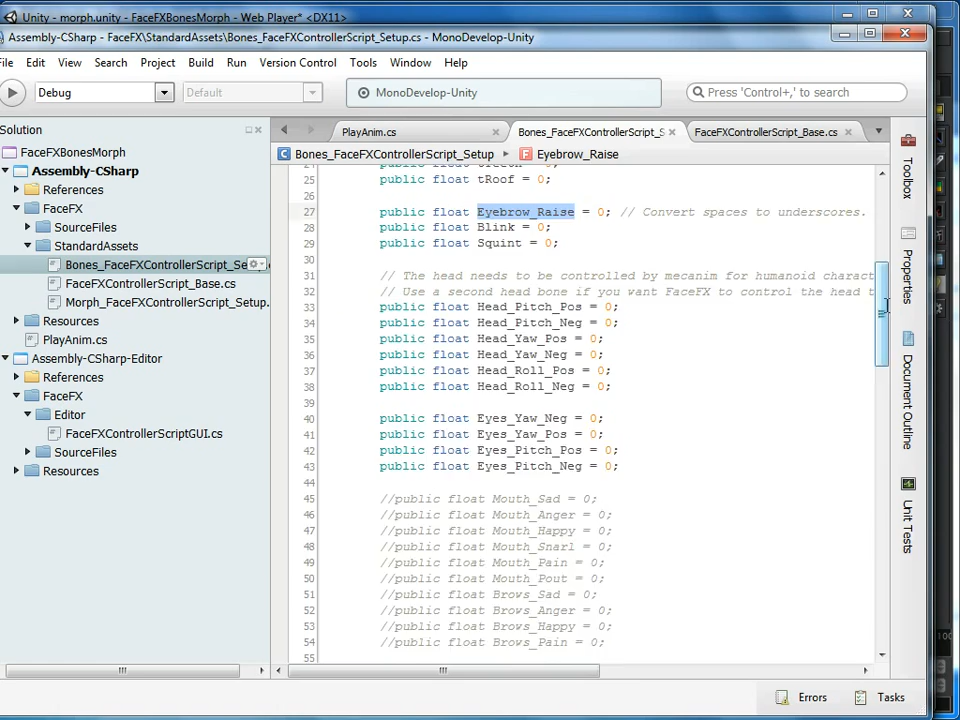 Unity - morph.unity - FaceFXBonesMorph - Web Player* <DX11>
Assembly-CSharp - FaceFX\StandardAssets\Bones_FaceFXControllerScript_Setup.cs - MonoDevelop-Unity
File Edit View Search Project Build Run Version Control Tools Window Help
Debug Default MonoDevelop-Unity Press 'Control+,' to search
Solution
PlayAnim.cs Bones_FaceFXControllerScript_S FaceFXControllerScript_Base.cs
Bones_FaceFXControllerScript_Setup Eyebrow_Raise
FaceFXBonesMorph
Assembly-CSharp
References
FaceFX
SourceFiles
StandardAssets
Bones_FaceFXControllerScript_Se
FaceFXControllerScript_Base.cs
Morph_FaceFXControllerScript_Setup.
Resources
PlayAnim.cs
Assembly-CSharp-Editor
References
FaceFX
Editor
FaceFXControllerScriptGUI.cs
SourceFiles
Resources
25 public float tRoof = 0;
26
27 public float Eyebrow_Raise = 0; // Convert spaces to underscores.
28 public float Blink = 0;
29 public float Squint = 0;
30
31 // The head needs to be controlled by mecanim for humanoid charact
32 // Use a second head bone if you want FaceFX to control the head t
33 public float Head_Pitch_Pos = 0;
34 public float Head_Pitch_Neg = 0;
35 public float Head_Yaw_Pos = 0;
36 public float Head_Yaw_Neg = 0;
37 public float Head_Roll_Pos = 0;
38 public float Head_Roll_Neg = 0;
39
40 public float Eyes_Yaw_Neg = 0;
41 public float Eyes_Yaw_Pos = 0;
42 public float Eyes_Pitch_Pos = 0;
43 public float Eyes_Pitch_Neg = 0;
44
45 //public float Mouth_Sad = 0;
46 //public float Mouth_Anger = 0;
47 //public float Mouth_Happy = 0;
48 //public float Mouth_Snarl = 0;
49 //public float Mouth_Pain = 0;
50 //public float Mouth_Pout = 0;
51 //public float Brows_Sad = 0;
52 //public float Brows_Anger = 0;
53 //public float Brows_Happy = 0;
54 //public float Brows_Pain = 0;
55
Toolbox
Properties
Document Outline
Unit Tests
Errors Tasks